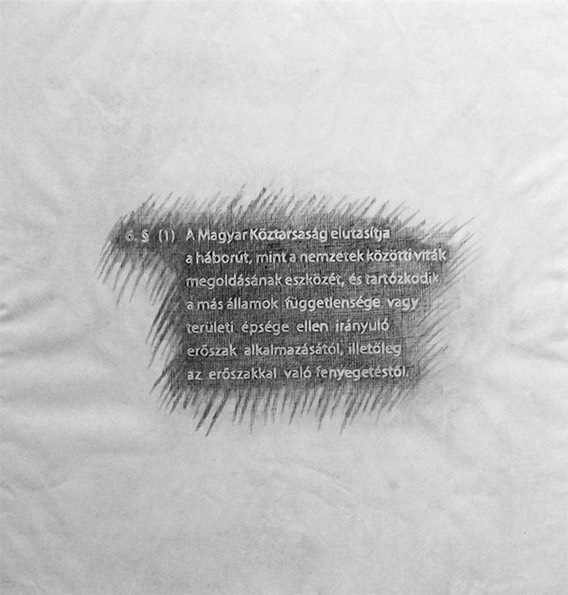 6. § (1) A Magyar Köztársaság elutasítja
a háborút, mint a nemzetek közötti viták
megoldásának eszközét, és tartózkodik
a más államok függetlensége vagy
területi épsége ellen irányuló
erőszak alkalmazásától, illetőleg
az erőszakkal való fenyegetéstől.